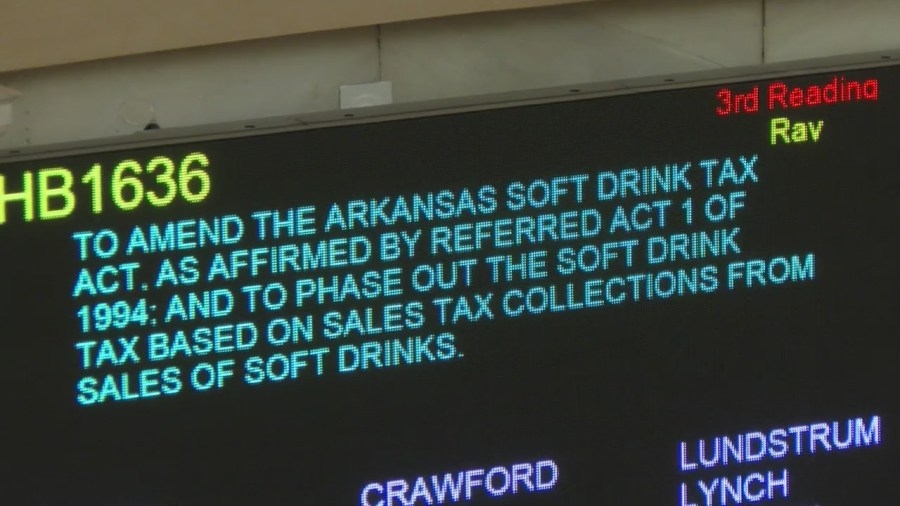 3rd Reading
HB1636
Ray
TO AMEND THE ARKANSAS SOFT DRINK TAX
ACT, AS AFFIRMED BY REFERRED ACT 1 OF
1994; AND TO PHASE OUT THE SOFT DRINK
TAX BASED ON SALES TAX COLLECTIONS FROM
SALES OF SOFT DRINKS.
CRAWFORD
LUNDSTRUM
LYNCH